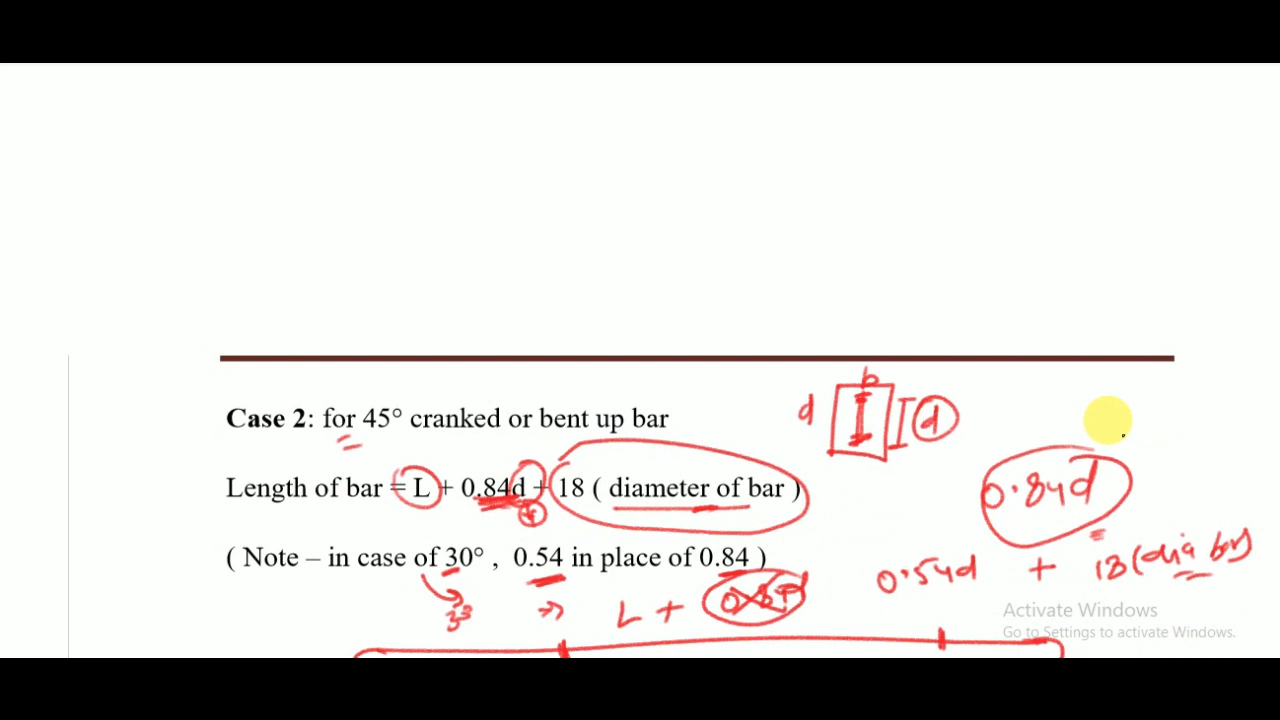 b
Case 2: for 45° cranked or bent up bar
d
d
Length of bar = L + 0.84d + 18 ( diameter of bar )
0.84d
( Note – in case of 30° , 0.54 in place of 0.84 )
0.54d + 18 (dia bar)
L +
Activate Windows
Go to Settings to activate Windows.